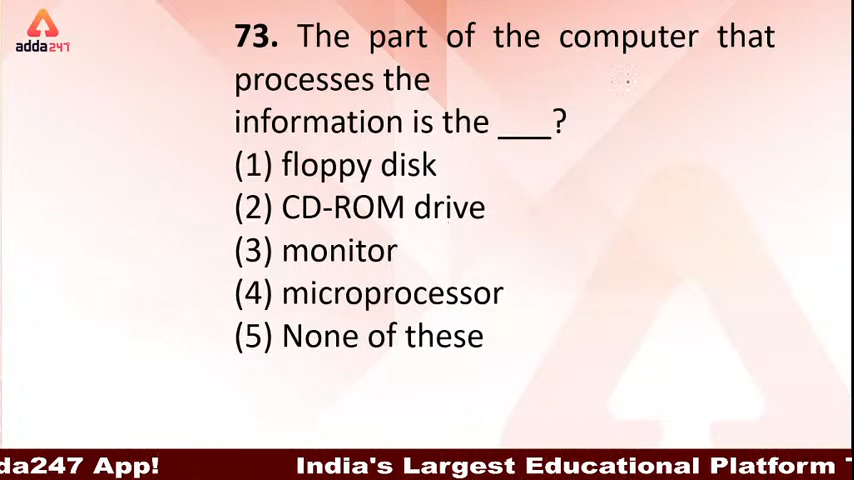 adda247
73. The part of the computer that
processes the
information is the ___?
(1) floppy disk
(2) CD-ROM drive
(3) monitor
(4) microprocessor
(5) None of these
da247 App! India's Largest Educational Platform T